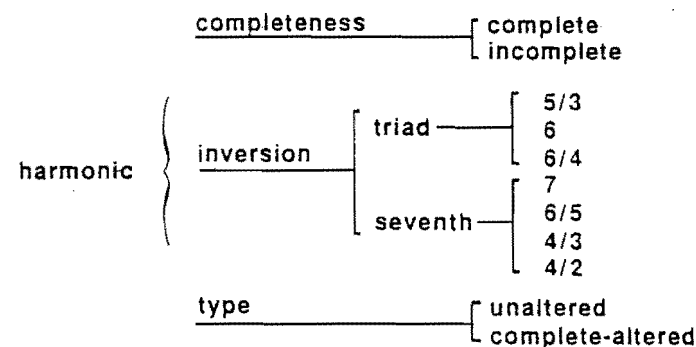 completeness
complete
incomplete
harmonic
inversion
triad
5/3
6
6/4
seventh
7
6/5
4/3
4/2
type
unaltered
complete-altered